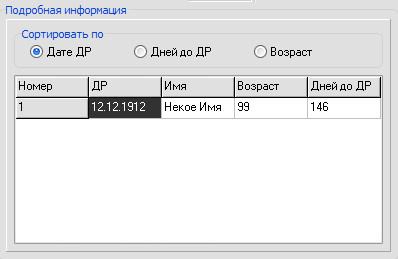 Подробная информация
Сортировать по
Дате ДР Дней до ДР Возраст
Номер ДР Имя Возраст Дней до ДР
1 12.12.1912 Некое Имя 99 146